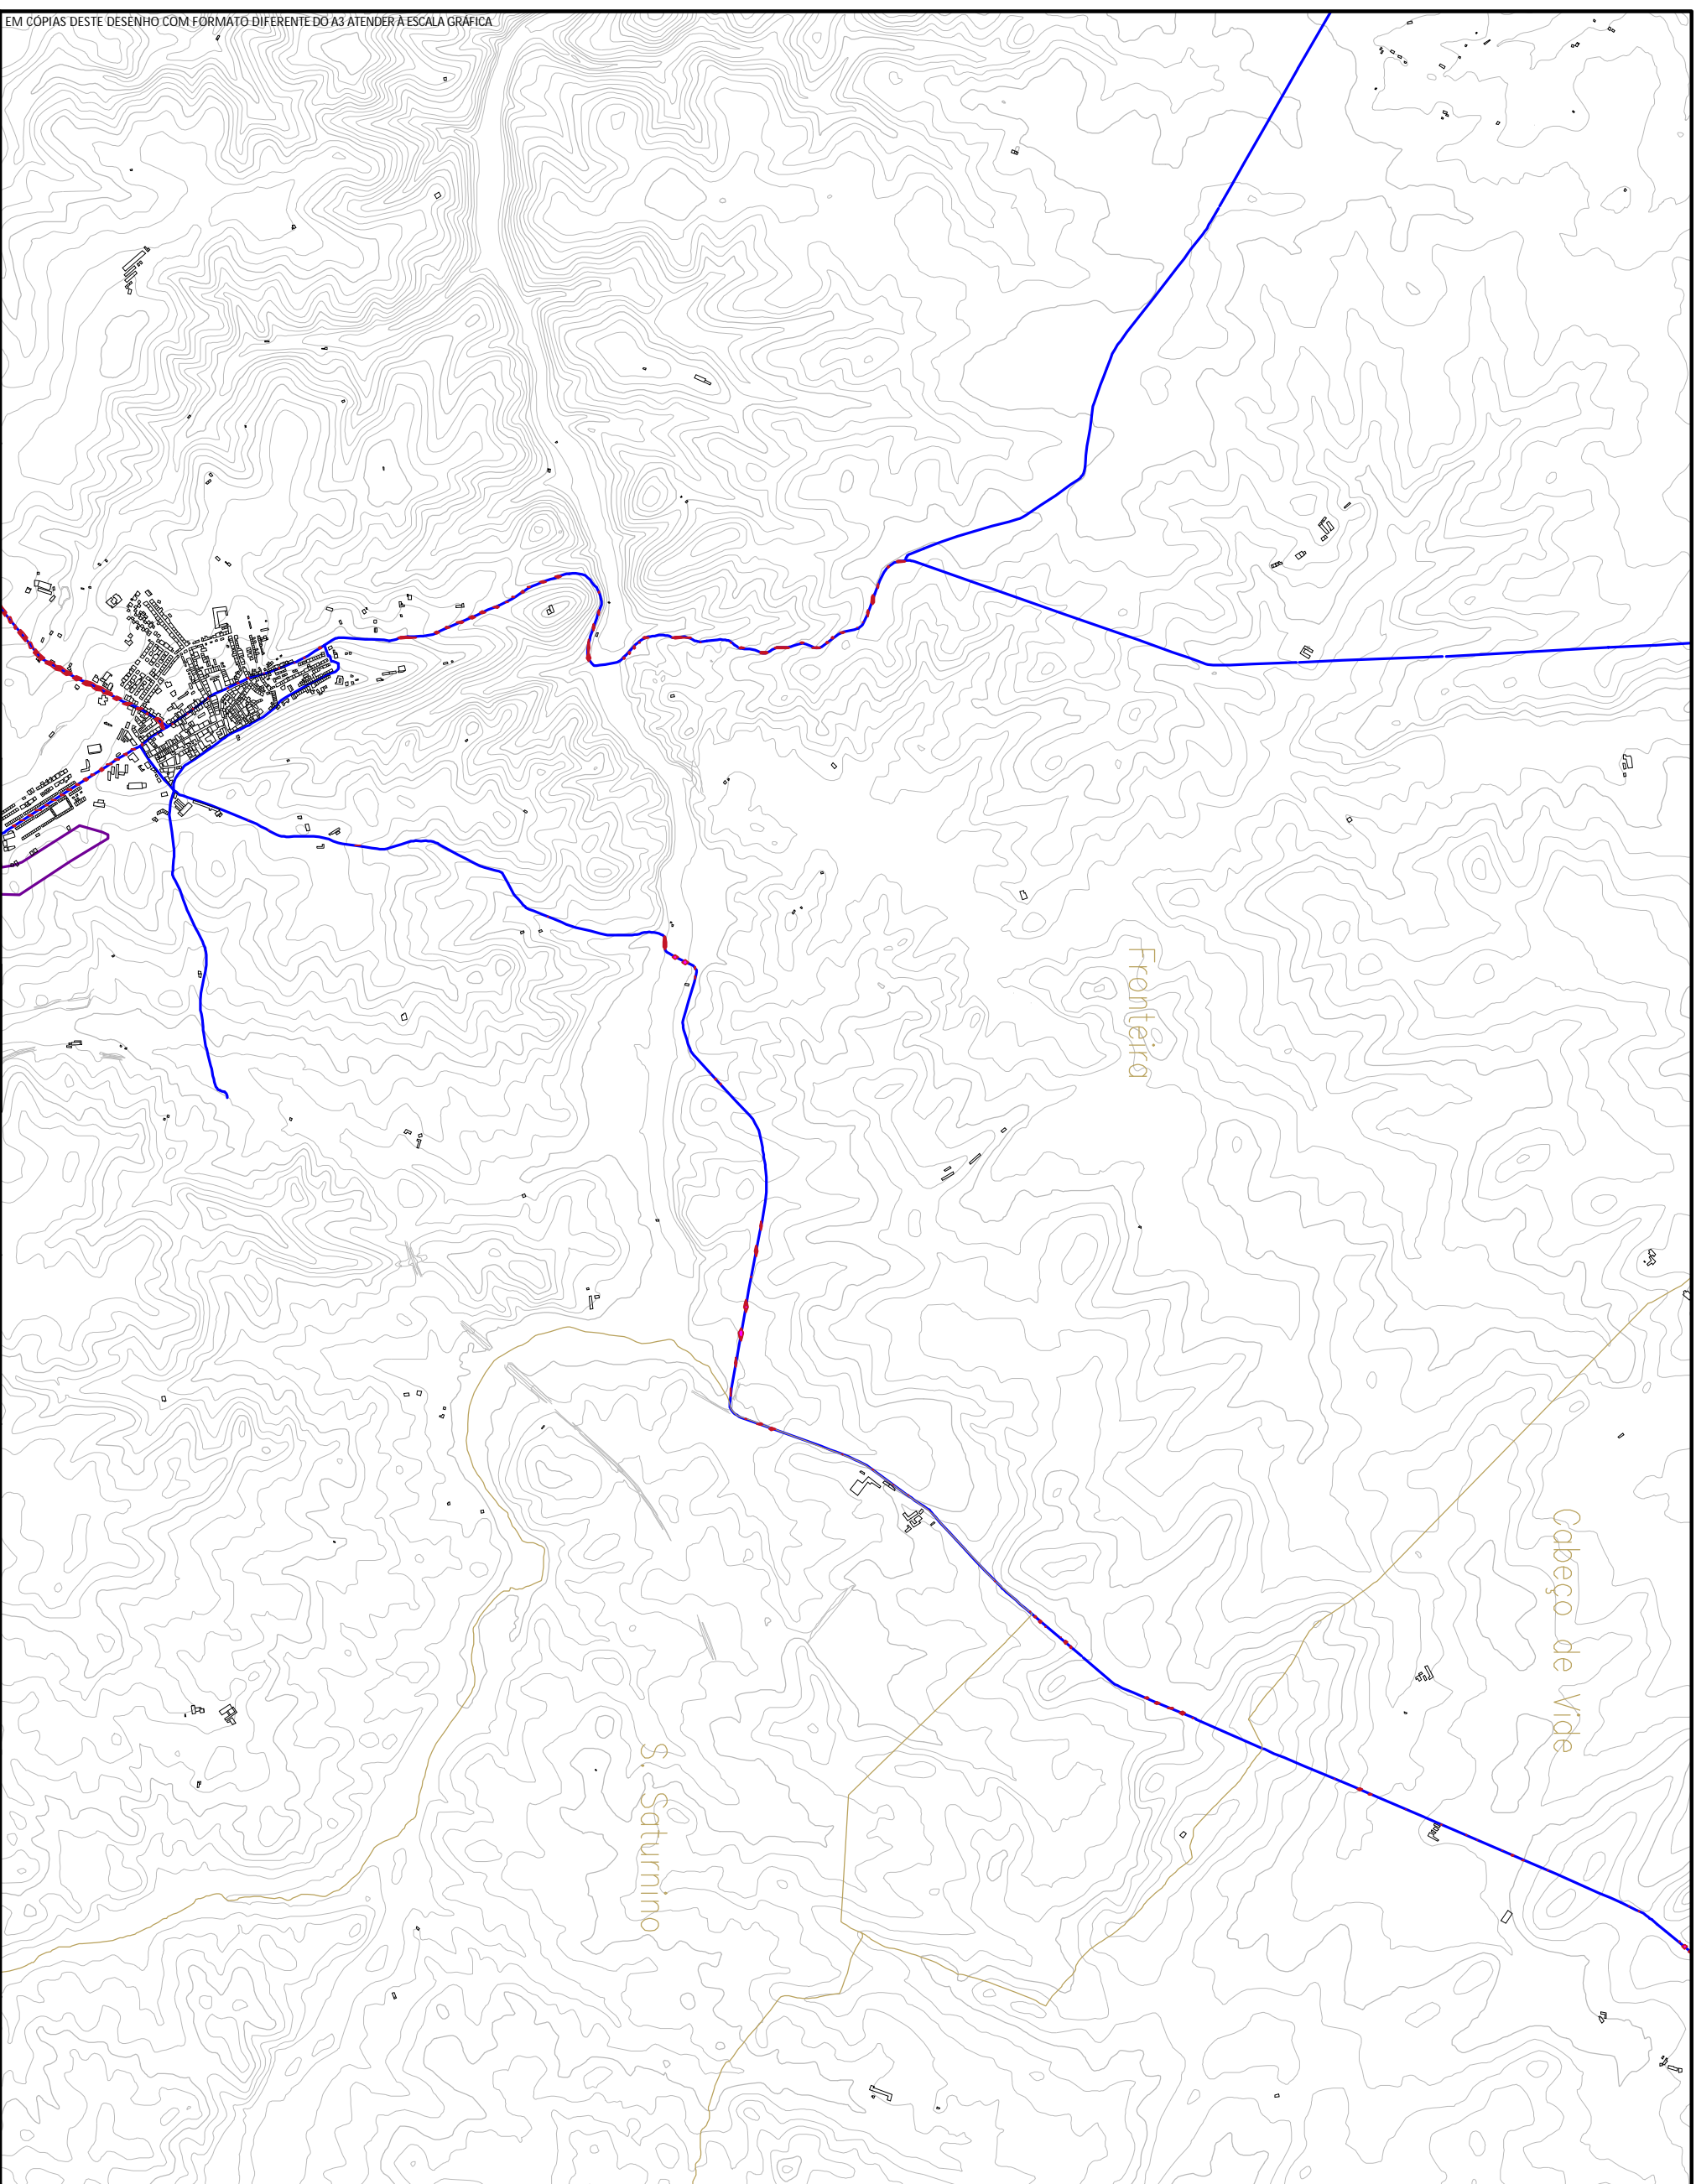 EM CÓPIAS DESTE DESENHO COM FORMATO DIFERENTE DO A3 ATENDER À ESCALA GRÁFICA
Fronteira
Cabeço de Vide
S. Saturnino